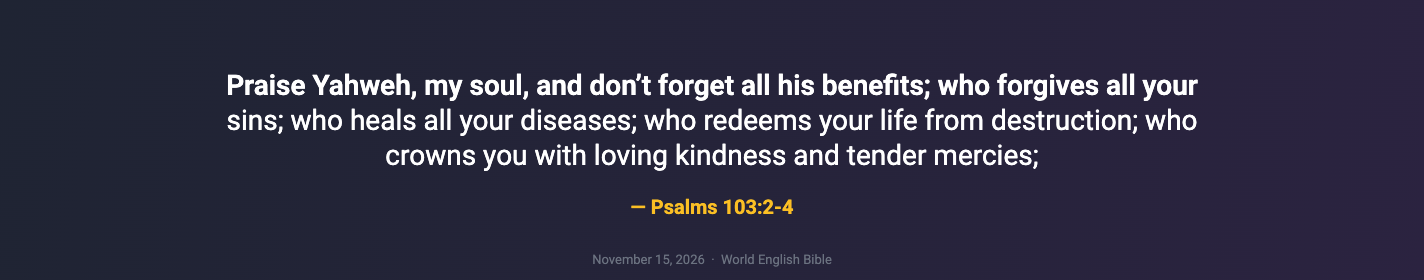 Praise Yahweh, my soul, and don’t forget all his benefits; who forgives all your
sins; who heals all your diseases; who redeems your life from destruction; who
crowns you with loving kindness and tender mercies;
— Psalms 103:2-4
November 15, 2026 · World English Bible